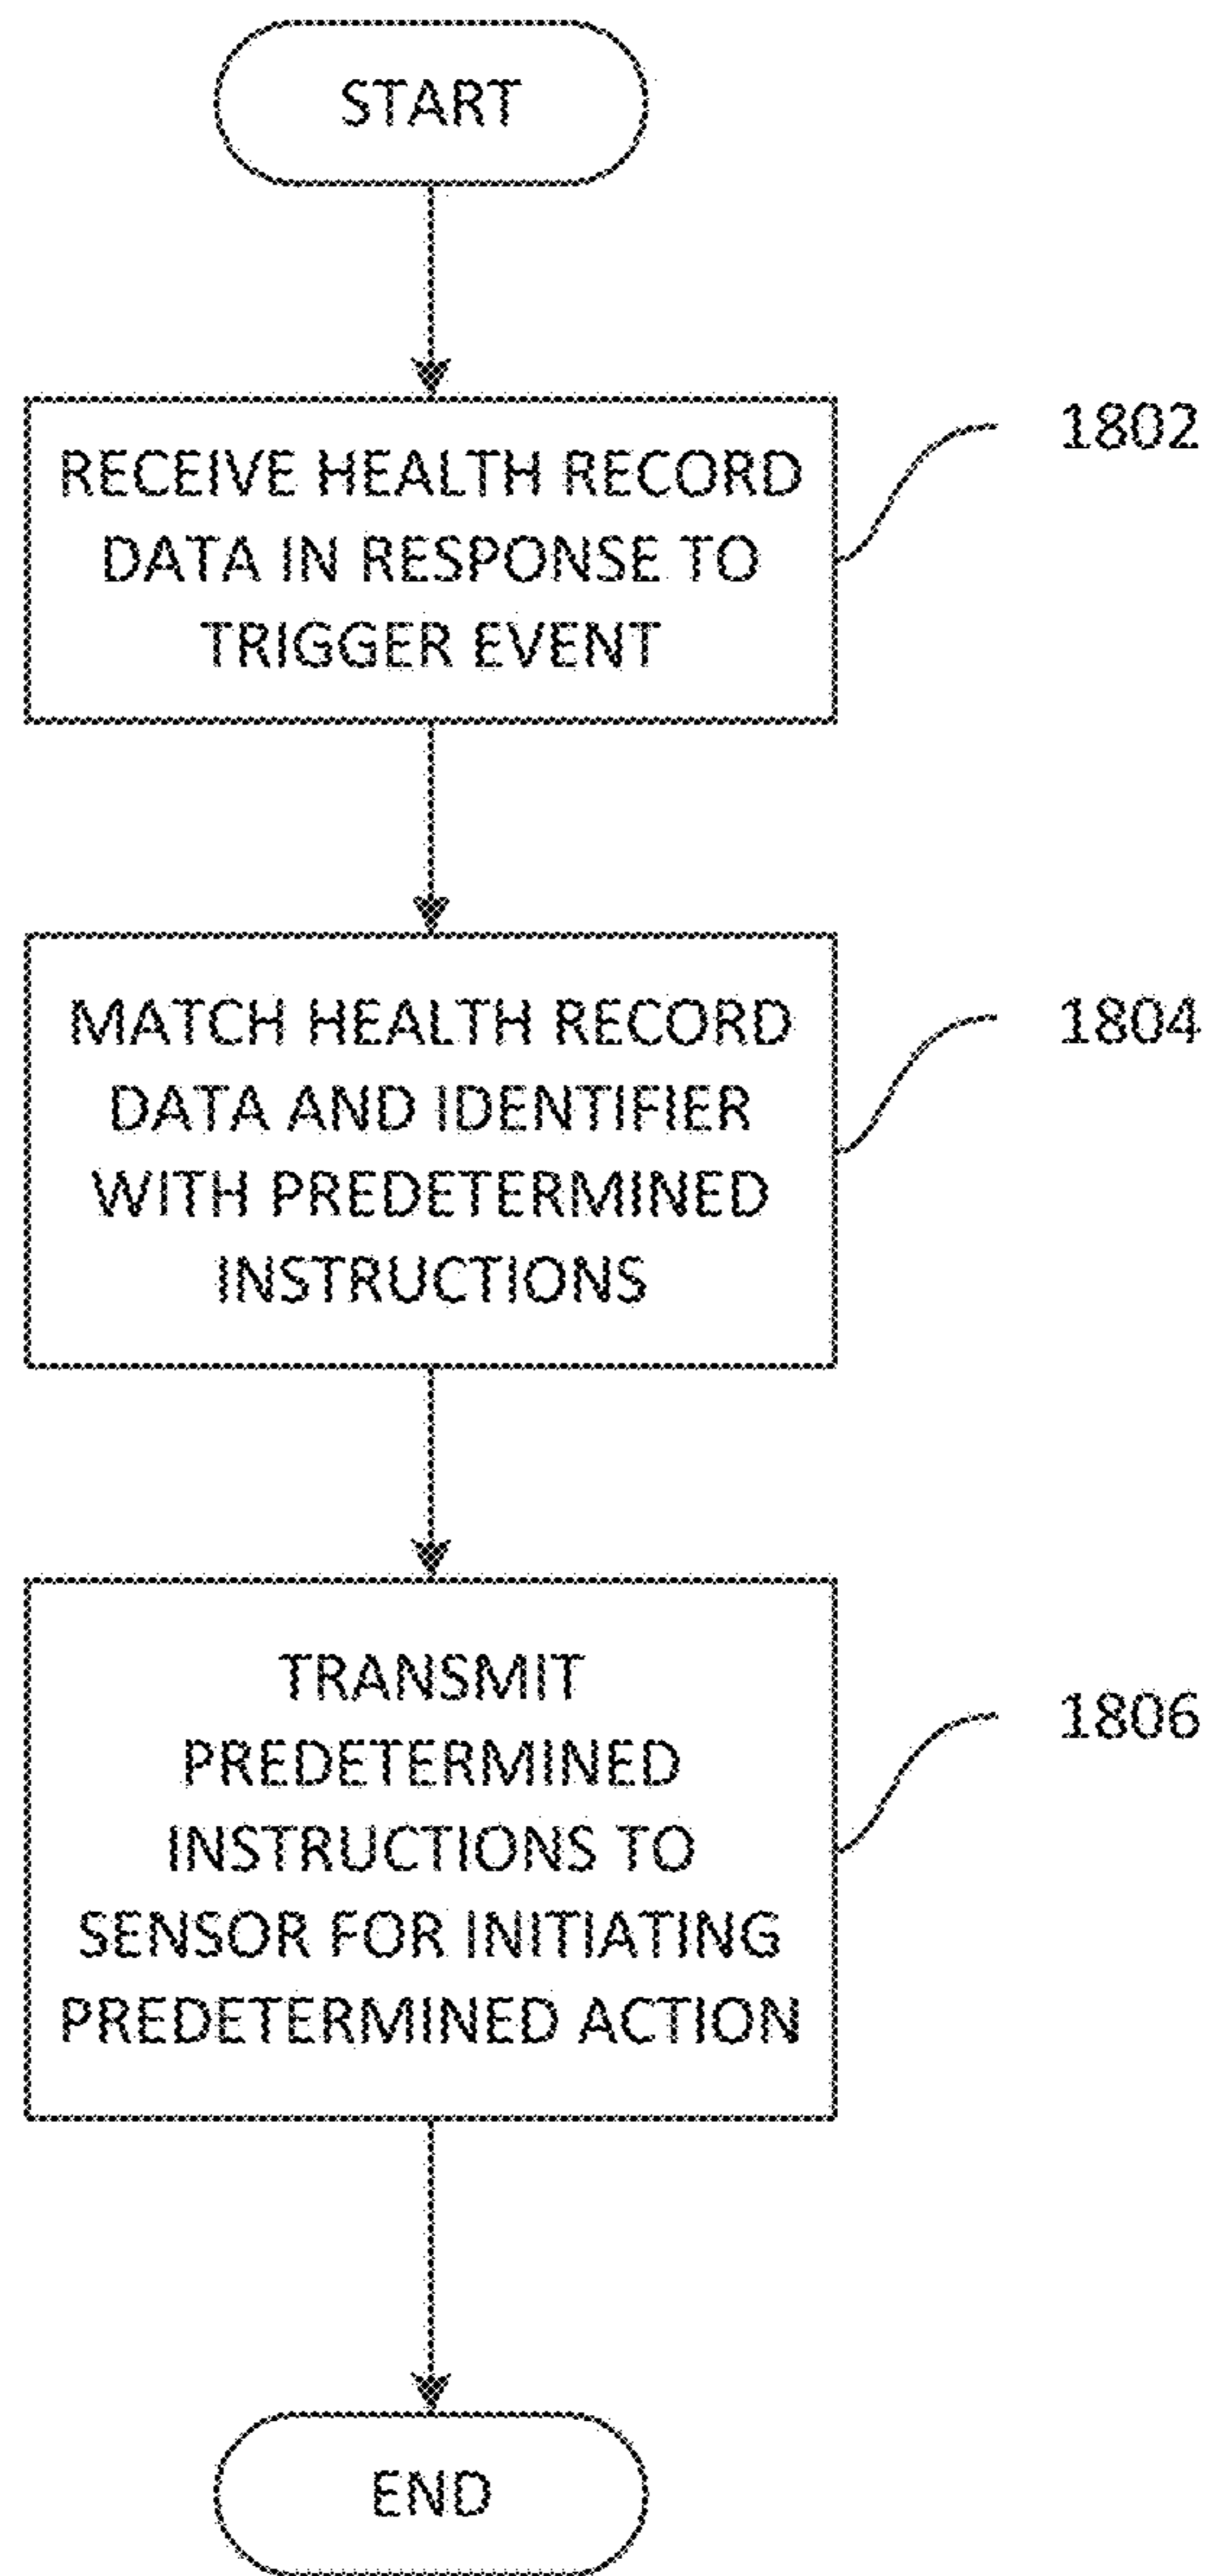 START
RECEIVE HEALTH RECORD
DATA IN RESPONSE TO
TRIGGER EVENT
1802
MATCH HEALTH RECORD
DATA AND IDENTIFIER
WITH PREDETERMINED
INSTRUCTIONS
1804
TRANSMIT
PREDETERMINED
INSTRUCTIONS TO
SENSOR FOR INITIATING
PREDETERMINED ACTION
1806
END